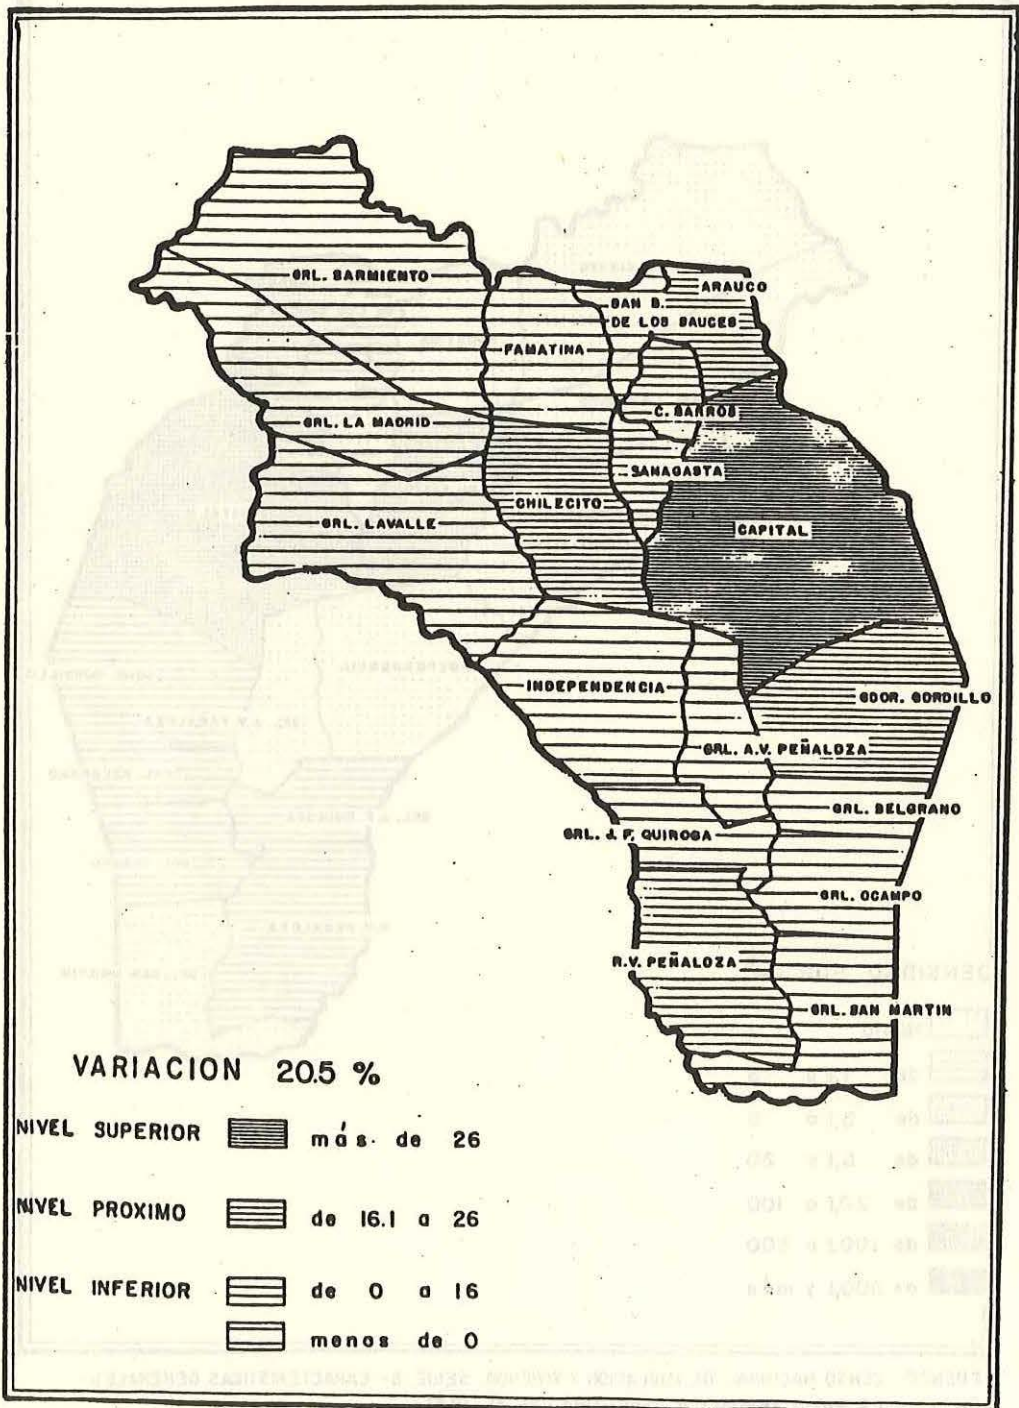 GRL. SARMIENTO
ARAUCO
SAN B.
DE LOS SAUCES
FAMATINA
C. BARROS
GRL. LA MADRID
SANAGASTA
CHILECITO
GRL. LAVALLE
CAPITAL
INDEPENDENCIA
GDOR. GORDILLO
GRL. A.V. PEÑALOZA
GRL. BELGRANO
GRL. J. F. QUIROGA
GRL. OCAMPO
R.V. PEÑALOZA
GRL. SAN MARTIN
VARIACION 20.5 %
NIVEL SUPERIOR más de 26
NIVEL PROXIMO de 16.1 a 26
NIVEL INFERIOR de 0 a 16
menos de 0